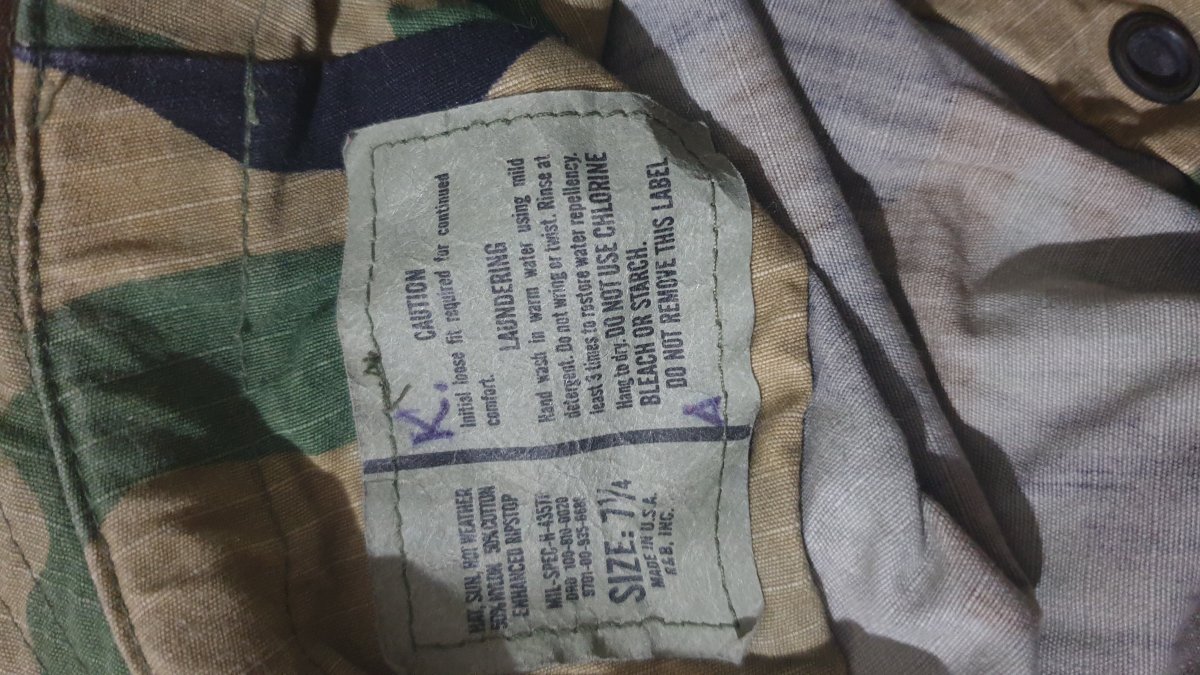 K.
CAUTION
Initial loose fit required for continued
comfort.
LAUNDERING
Hand wash in warm water using mild
detergent. Do not wring or twist. Rinse at
least 3 times to restore water repellency.
Hang to dry. DO NOT USE CHLORINE
BLEACH OR STARCH.
DO NOT REMOVE THIS LABEL
A
HAT, SUN, HOT WEATHER
50% NYLON 50% COTTON
ENHANCED RIPSTOP
MIL-SPEC-H-43577
SIZE: 7 1/4
MADE IN U.S.A.
R&B, INC.